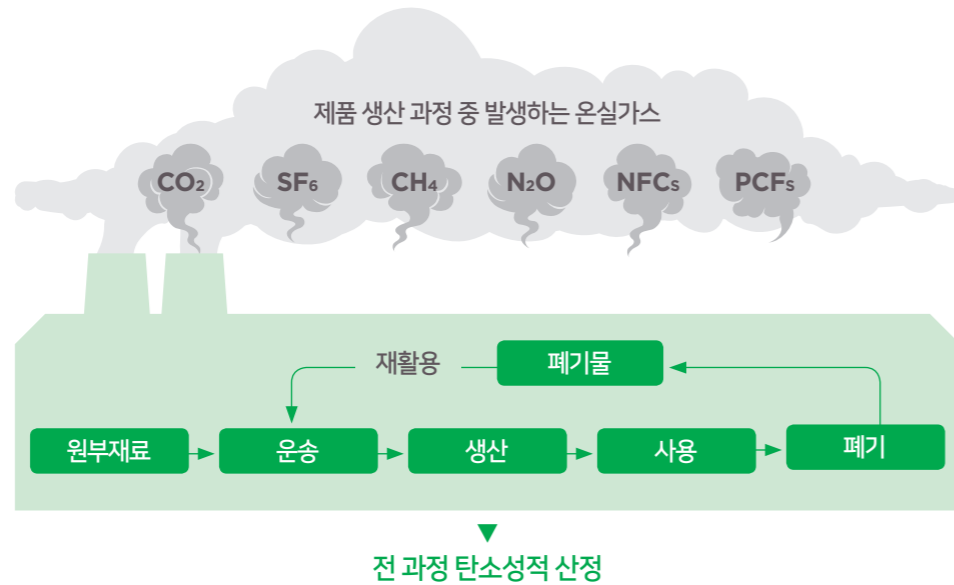 제품 생산 과정 중 발생하는 온실가스
CO₂ SF₆ CH₄ N₂O NFCs PCFs
재활용 폐기물
원부재료 운송 생산 사용 폐기
전 과정 탄소성적 산정